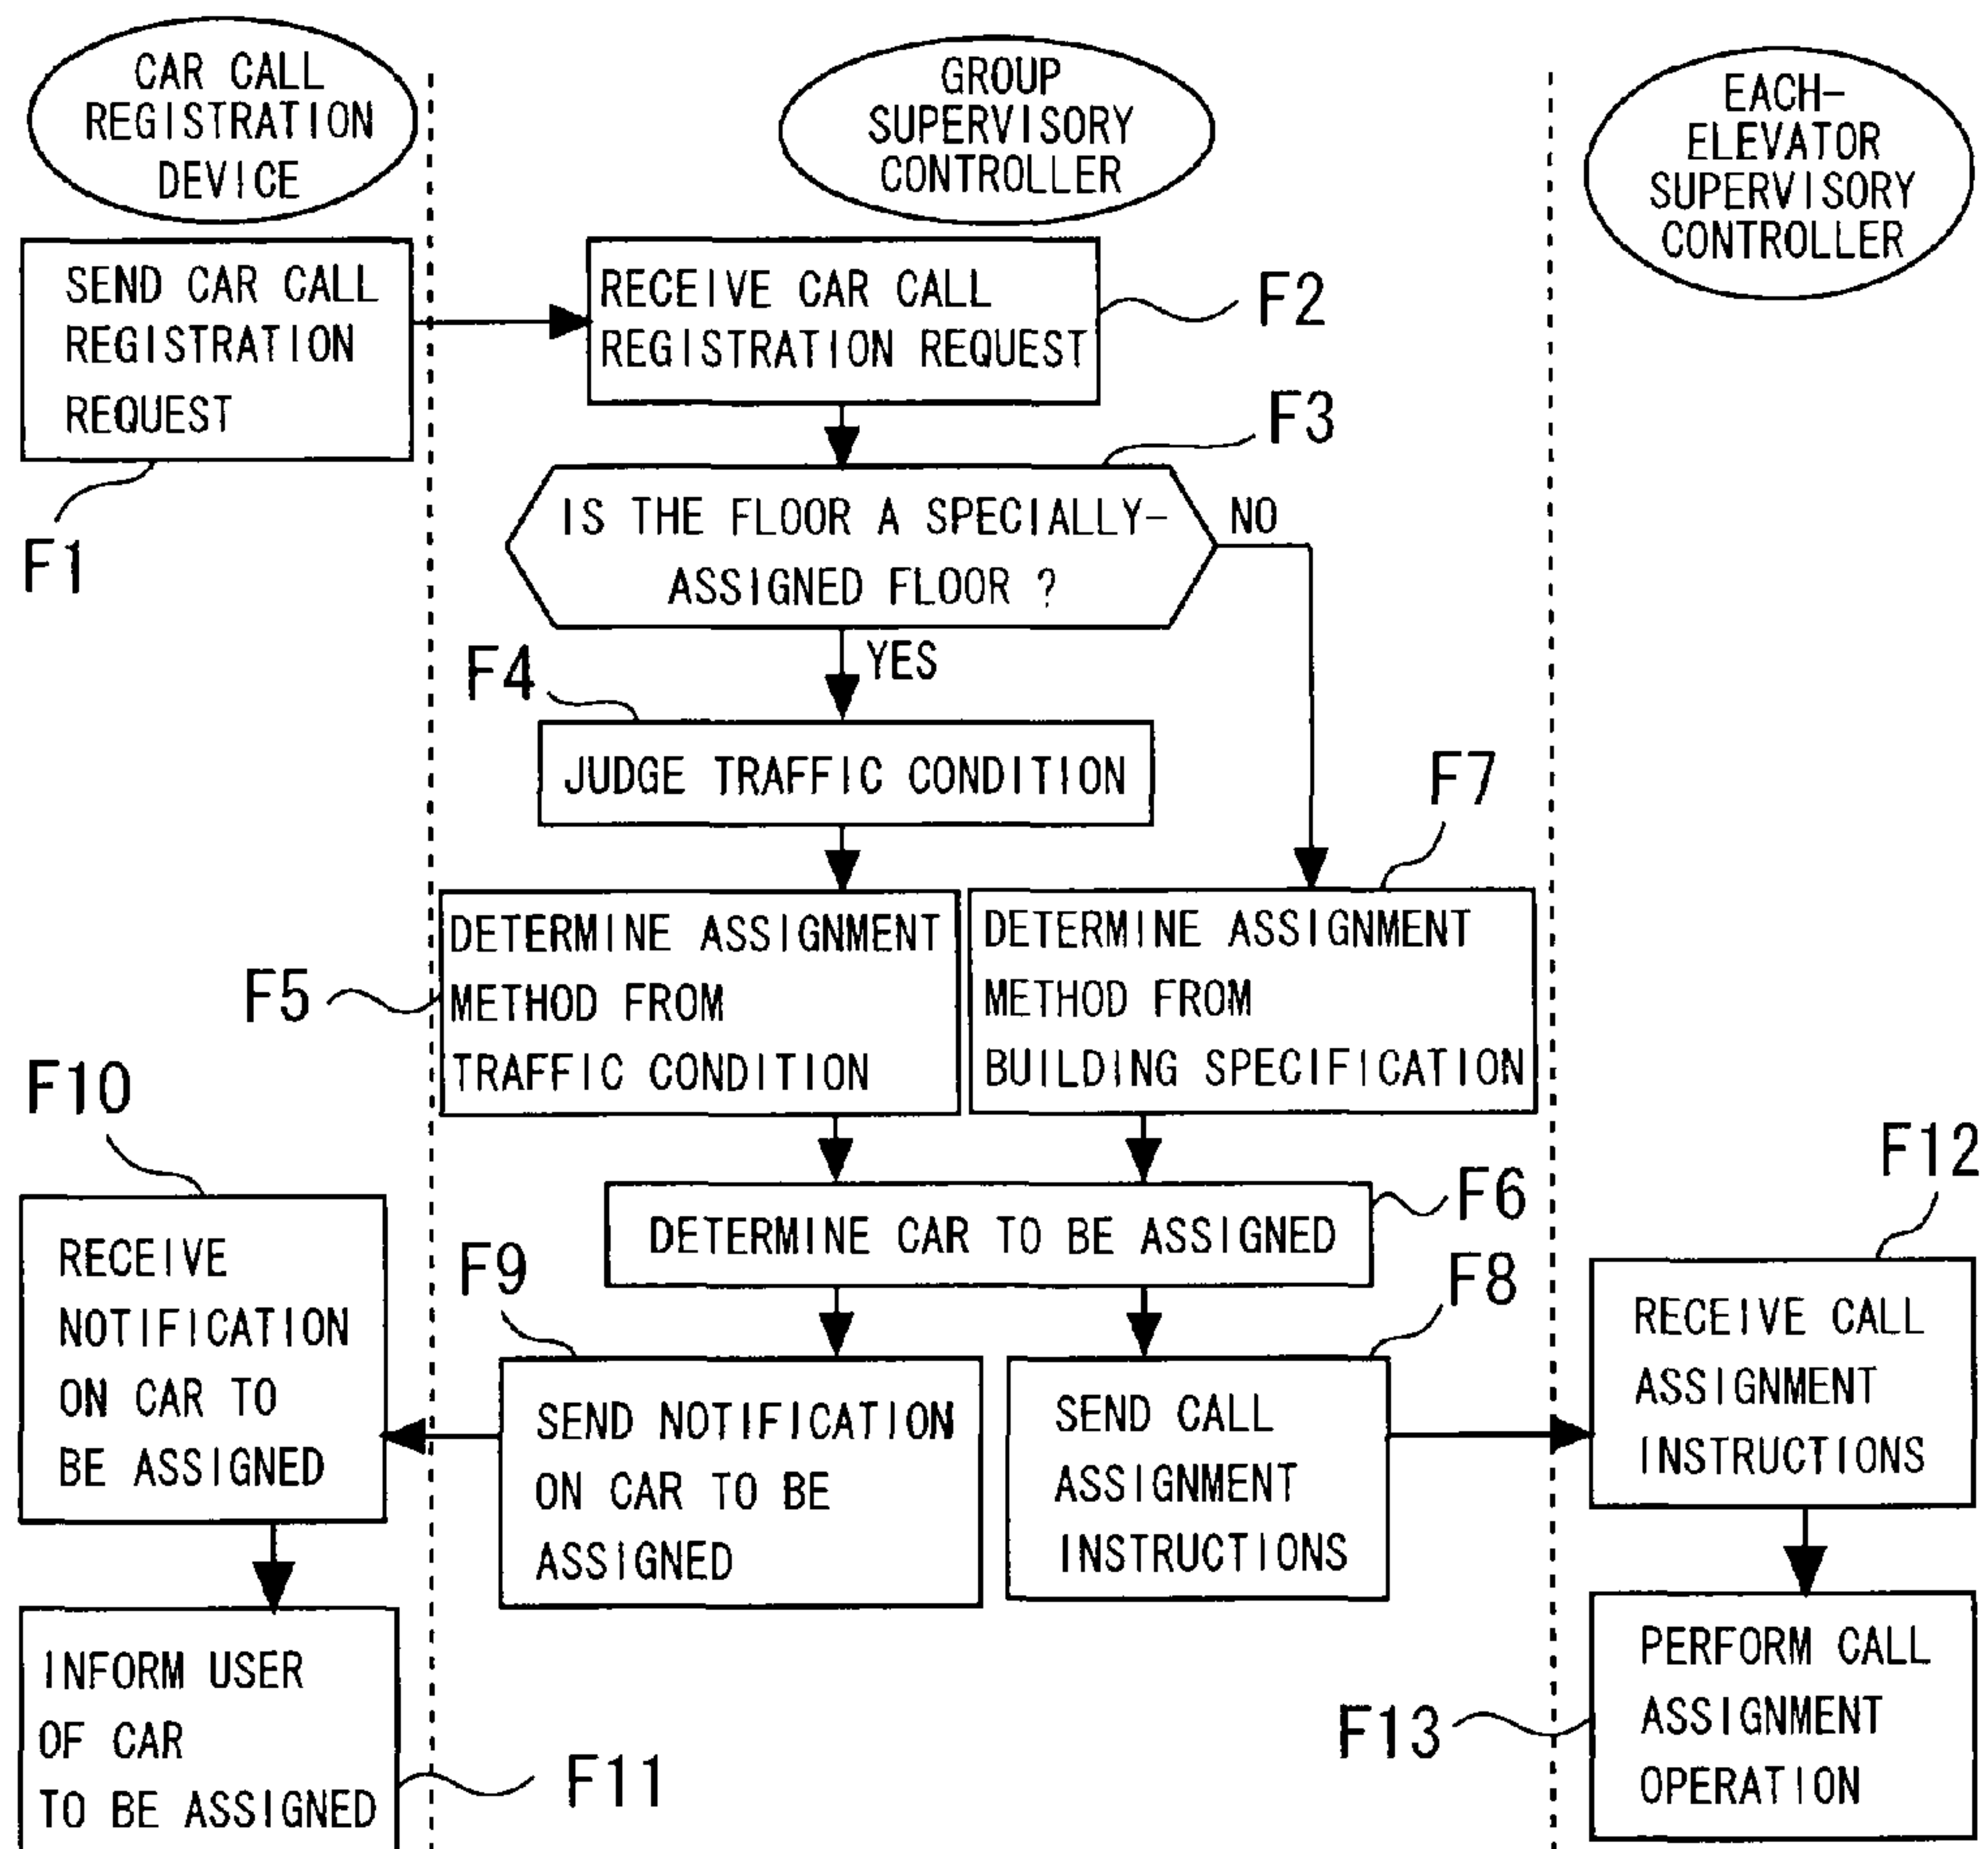 CAR CALL
REGISTRATION
DEVICE
GROUP
SUPERVISORY
CONTROLLER
EACH-
ELEVATOR
SUPERVISORY
CONTROLLER
SEND CAR CALL
REGISTRATION
REQUEST
F1
RECEIVE CAR CALL
REGISTRATION REQUEST
F2
F3
IS THE FLOOR A SPECIALLY-
ASSIGNED FLOOR ?
NO
YES
F4
JUDGE TRAFFIC CONDITION
F7
DETERMINE ASSIGNMENT
METHOD FROM
TRAFFIC CONDITION
F5
DETERMINE ASSIGNMENT
METHOD FROM
BUILDING SPECIFICATION
F10
F12
DETERMINE CAR TO BE ASSIGNED
F6
F9
F8
RECEIVE
NOTIFICATION
ON CAR TO
BE ASSIGNED
SEND NOTIFICATION
ON CAR TO BE
ASSIGNED
SEND CALL
ASSIGNMENT
INSTRUCTIONS
RECEIVE CALL
ASSIGNMENT
INSTRUCTIONS
INFORM USER
OF CAR
TO BE ASSIGNED
F11
F13
PERFORM CALL
ASSIGNMENT
OPERATION